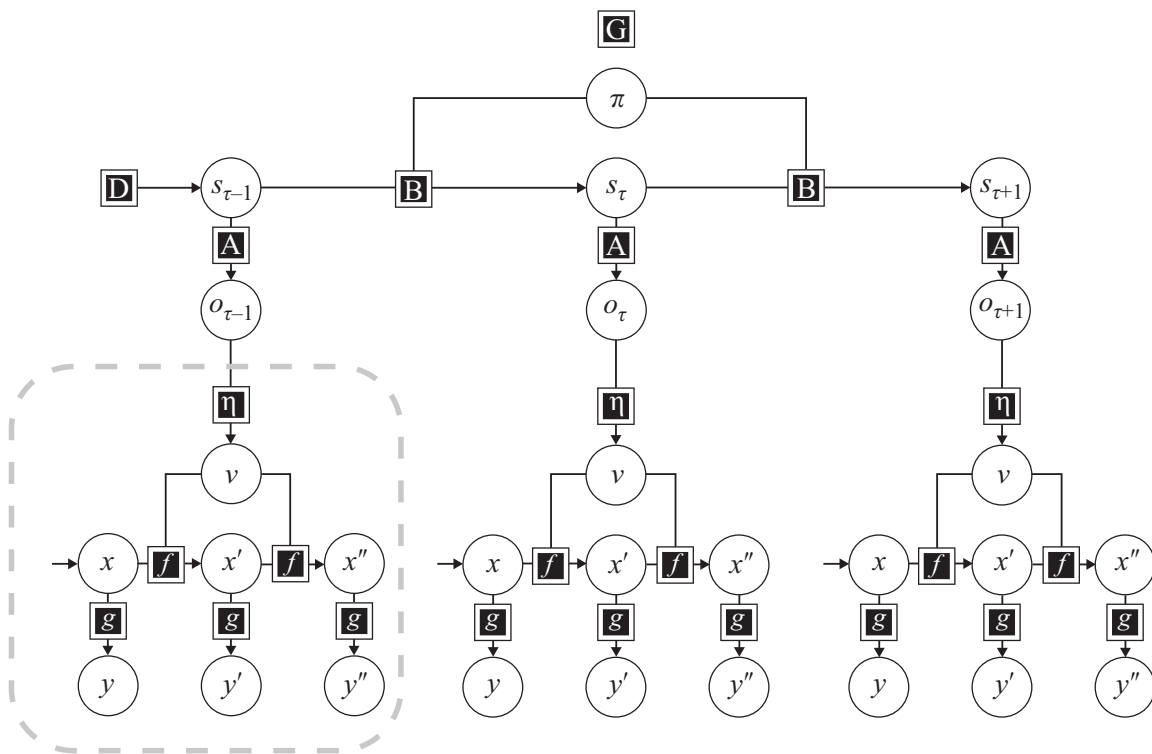 G
π
D s_{τ–1} B s_τ B s_{τ+1}
A A A
o_{τ–1} o_τ o_{τ+1}
η η η
v v v
x f x′ f x″ x f x′ f x″ x f x′ f x″
g g g g g g g g g
y y′ y″ y y′ y″ y y′ y″